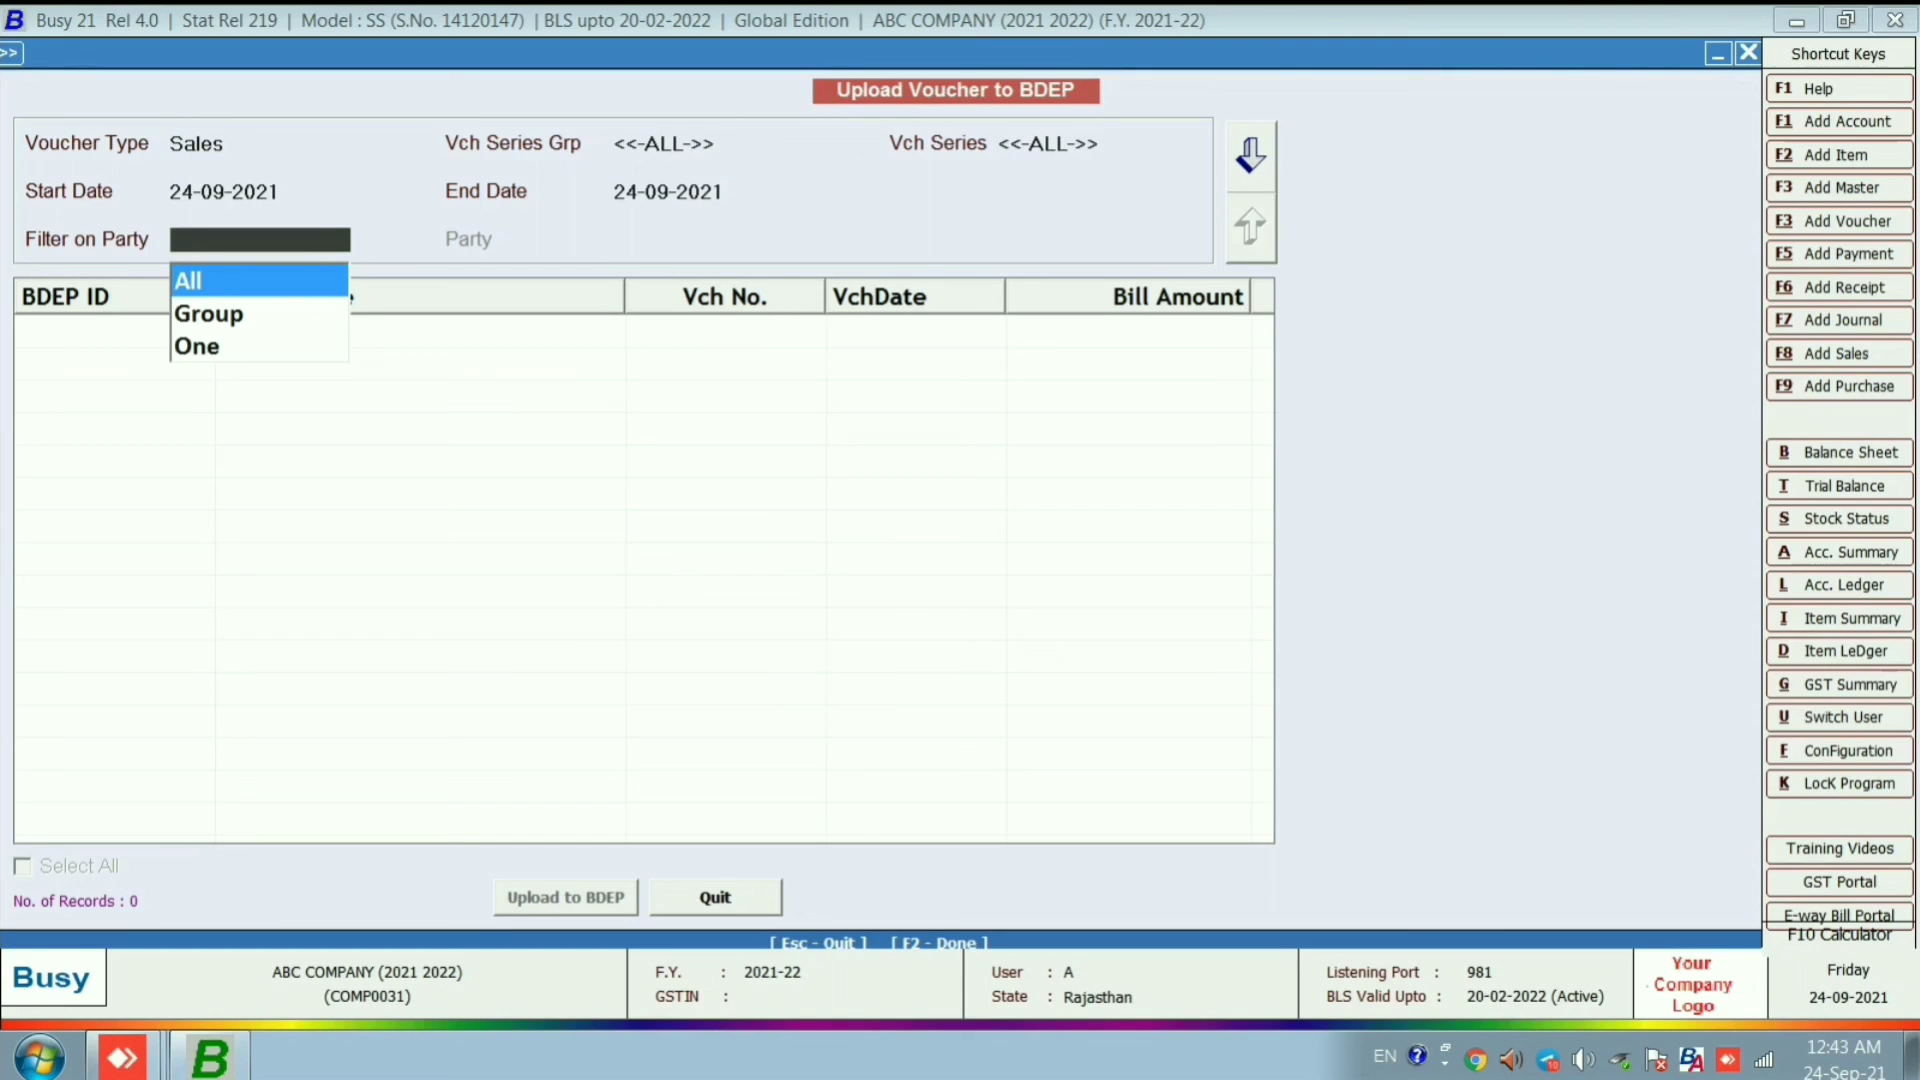 Busy 21 Rel 4.0 | Stat Rel 219 | Model : SS (S.No. 14120147) | BLS upto 20-02-2022 | Global Edition | ABC COMPANY (2021 2022) (F.Y. 2021-22)
>>
Shortcut Keys
Upload Voucher to BDEP
Voucher Type Sales Vch Series Grp <<-ALL->> Vch Series <<-ALL->>
Start Date 24-09-2021 End Date 24-09-2021
Filter on Party Party
All
Group
One
BDEP ID Vch No. VchDate Bill Amount
Select All
No. of Records : 0
Upload to BDEP Quit
[ Esc - Quit ] [ F2 - Done ]
F1 Help
F1 Add Account
F2 Add Item
F3 Add Master
F3 Add Voucher
F5 Add Payment
F6 Add Receipt
F7 Add Journal
F8 Add Sales
F9 Add Purchase
B Balance Sheet
T Trial Balance
S Stock Status
A Acc. Summary
L Acc. Ledger
I Item Summary
D Item LeDger
G GST Summary
U Switch User
F ConFiguration
K LocK Program
Training Videos
GST Portal
E-way Bill Portal
F10 Calculator
Busy
ABC COMPANY (2021 2022)
(COMP0031)
F.Y. : 2021-22
GSTIN :
User : A
State : Rajasthan
Listening Port : 981
BLS Valid Upto : 20-02-2022 (Active)
Your
Company
Logo
Friday
24-09-2021
EN
12:43 AM
24-Sep-21